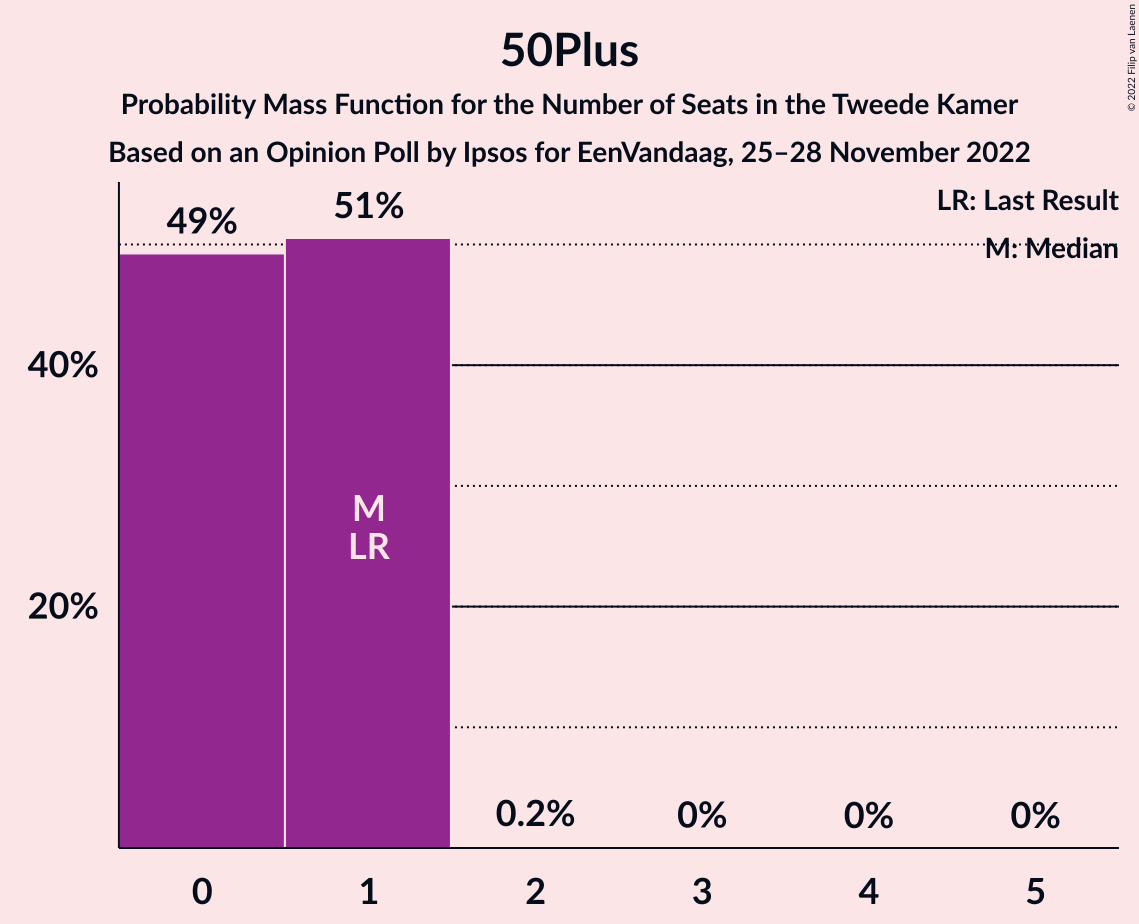 50Plus
Probability Mass Function for the Number of Seats in the Tweede Kamer
Based on an Opinion Poll by Ipsos for EenVandaag, 25–28 November 2022
© 2022 Filip van Laenen
LR: Last Result
M: Median
49%
51%
40%
20%
M
LR
0.2%
0%
0%
0%
0
1
2
3
4
5